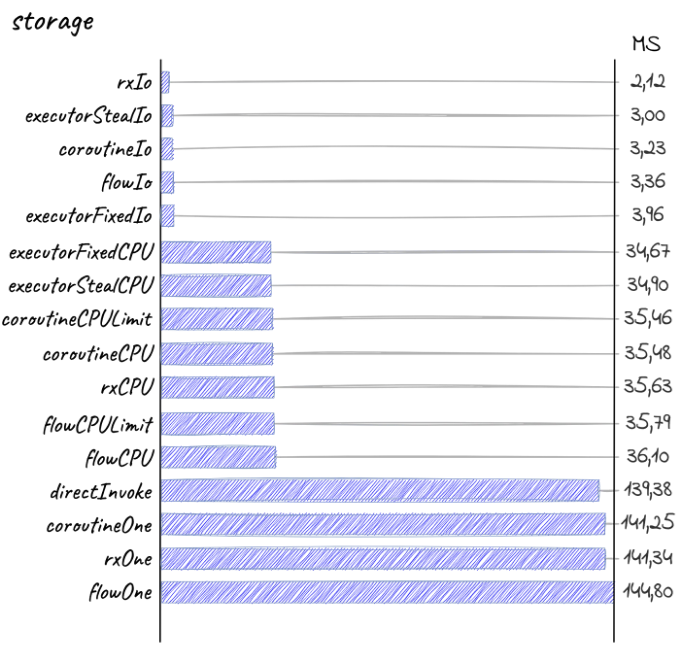 storage
MS
rxIo 2,12
executorStealIo 3,00
coroutineIo 3,23
flowIo 3,36
executorFixedIo 3,96
executorFixedCPU 34,67
executorStealCPU 34,90
coroutineCPULimit 35,46
coroutineCPU 35,48
rxCPU 35,63
flowCPULimit 35,79
flowCPU 36,10
directInvoke 139,38
coroutineOne 141,25
rxOne 141,34
flowOne 144,80